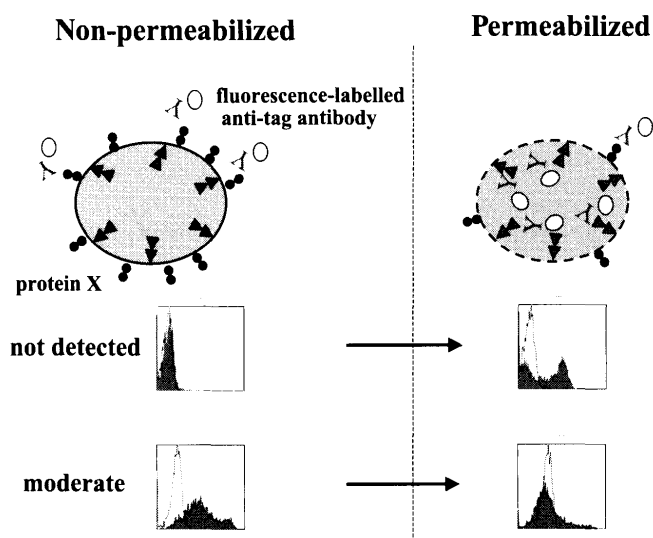 Non-permeabilized
Permeabilized
fluorescence-labelled
anti-tag antibody
protein X
not detected
moderate